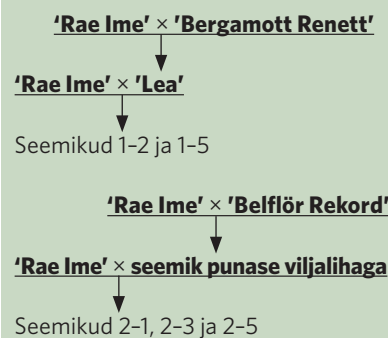 ‘Rae Ime’ × ’Bergamott Renett’
‘Rae Ime’ × ’Lea’
Seemikud 1–2 ja 1–5
‘Rae Ime’ × ’Belflör Rekord’
‘Rae Ime’ × seemik punase viljalihaga
Seemikud 2–1, 2–3 ja 2–5